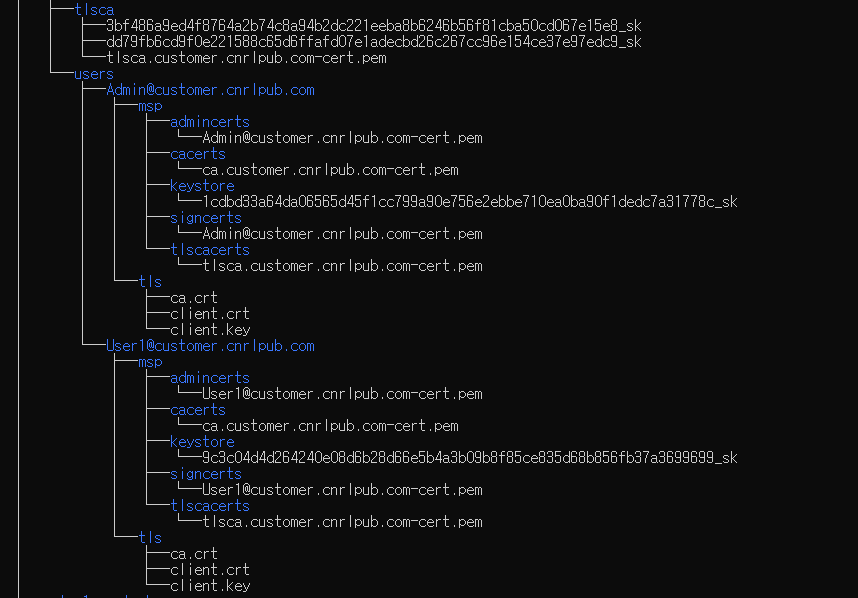 tlsca
3bf486a9ed4f8764a2b74c8a94b2dc221eeba8b6246b56f81cba50cd067e15e8_sk
dd79fb6cd9f0e221588c65d6ffafd07e1adecbd26c267cc96e154ce37e97edc9_sk
tlsca.customer.cnrlpub.com-cert.pem
users
Admin@customer.cnrlpub.com
msp
admincerts
Admin@customer.cnrlpub.com-cert.pem
cacerts
ca.customer.cnrlpub.com-cert.pem
keystore
1cdbd33a64da06565d45f1cc799a90e756e2ebbe710ea0ba90f1dedc7a31778c_sk
signcerts
Admin@customer.cnrlpub.com-cert.pem
tlscacerts
tlsca.customer.cnrlpub.com-cert.pem
tls
ca.crt
client.crt
client.key
User1@customer.cnrlpub.com
msp
admincerts
User1@customer.cnrlpub.com-cert.pem
cacerts
ca.customer.cnrlpub.com-cert.pem
keystore
9c3c04d4d264240e08d6b28d66e5b4a3b09b8f85ce835d68b856fb37a3699699_sk
signcerts
User1@customer.cnrlpub.com-cert.pem
tlscacerts
tlsca.customer.cnrlpub.com-cert.pem
tls
ca.crt
client.crt
client.key